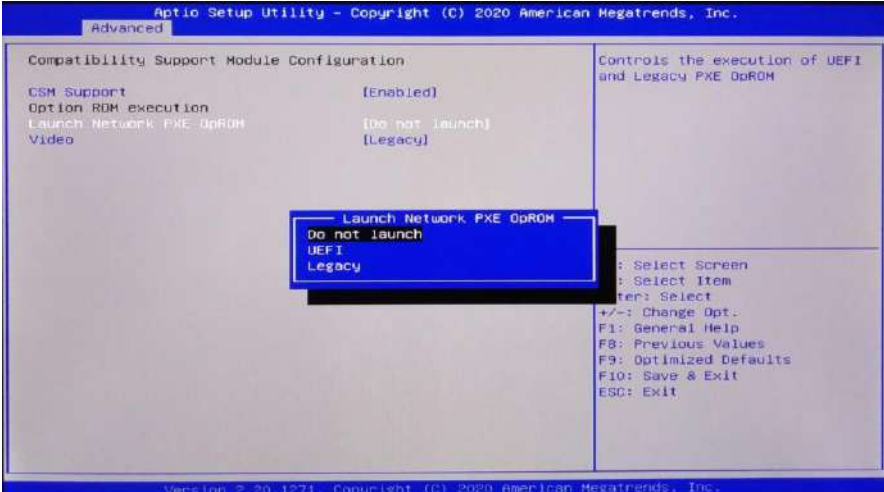 Aptio Setup Utility - Copyright (C) 2020 American Megatrends, Inc.
Advanced
Compatibility Support Module Configuration
CSM Support [Enabled]
Option ROM execution
Launch Network PXE OpROM [Do not launch]
Video [Legacy]
Launch Network PXE OpROM
Do not launch
UEFI
Legacy
Controls the execution of UEFI
and Legacy PXE OpROM
: Select Screen
: Select Item
ter: Select
+/-: Change Opt.
F1: General Help
F8: Previous Values
F9: Optimized Defaults
F10: Save & Exit
ESC: Exit
Version 2.20.1271. Copyright (C) 2020 American Megatrends, Inc.